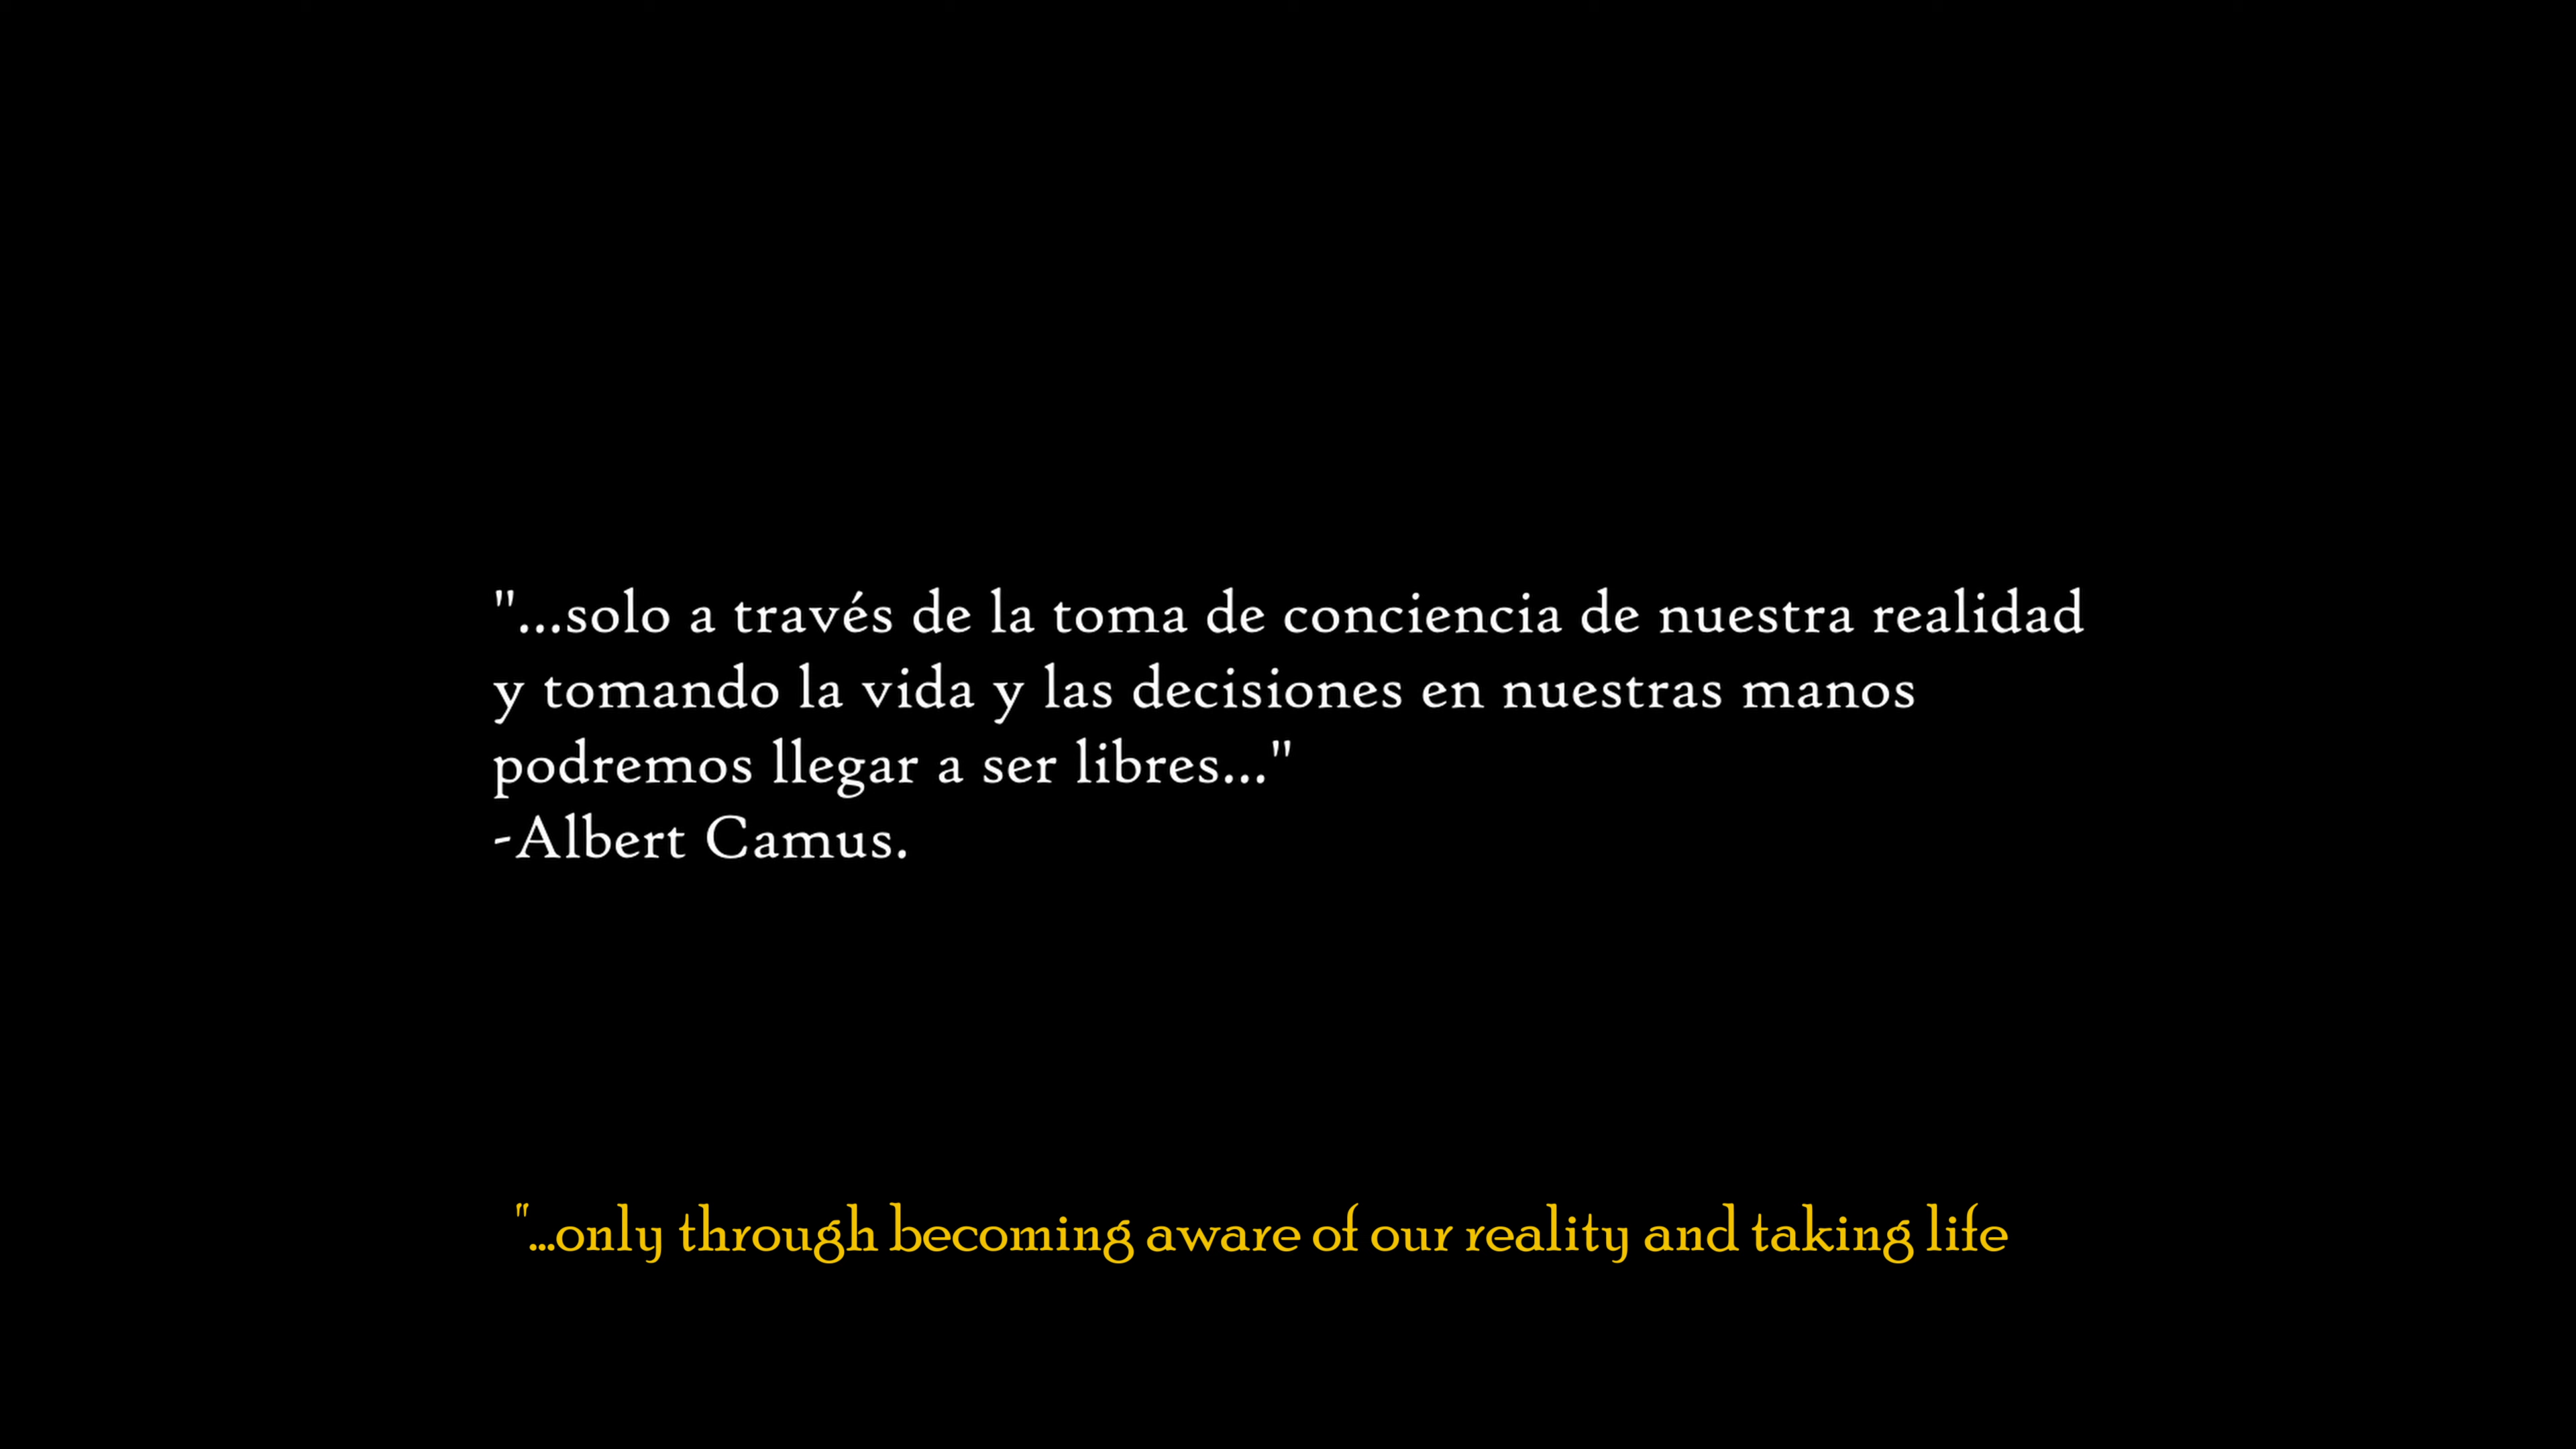 "...solo a través de la toma de conciencia de nuestra realidad
y tomando la vida y las decisiones en nuestras manos
podremos llegar a ser libres..."
-Albert Camus.
"...only through becoming aware of our reality and taking life